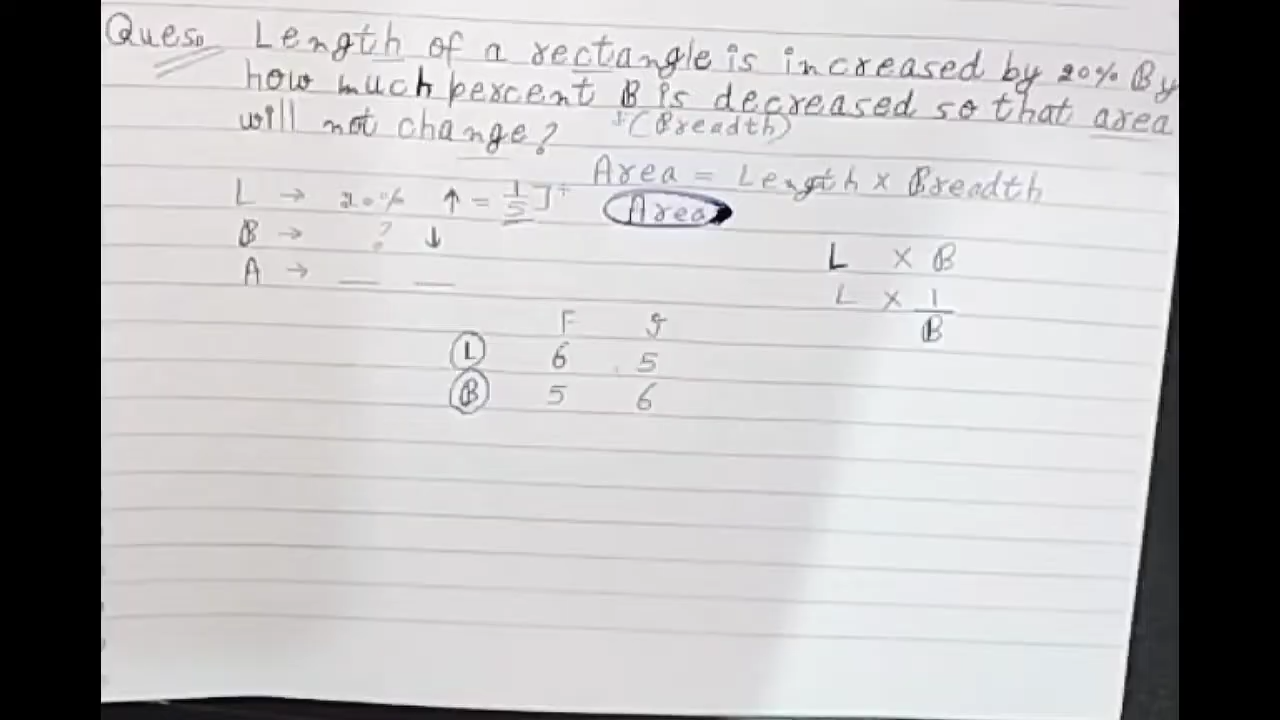 Ques. Length of a rectangle is increased by 20% By
how much percent B is decreased so that area
will not change? (Breadth)
Area = Length × Breadth
L → 20% ↑ = 1/5 ]
Area
B → ? ↓
L × B
A → __ __
L × 1/B
F I
L 6 5
B 5 6